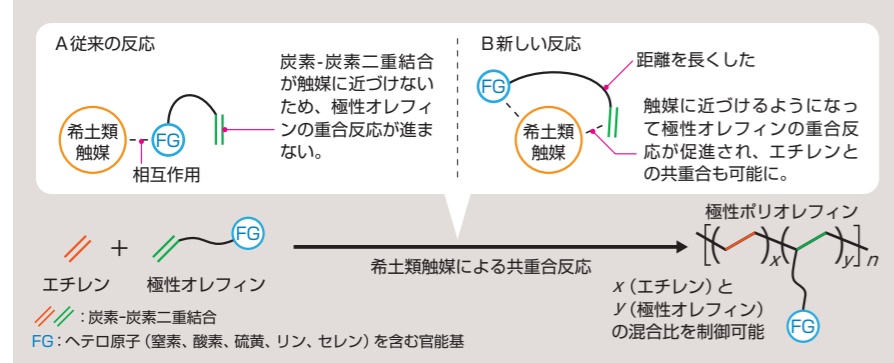 A従来の反応
炭素-炭素二重結合
が触媒に近づけない
ため、極性オレフィ
ンの重合反応が進ま
ない。
希土類
触媒
FG
相互作用
B新しい反応
距離を長くした
FG
希土類
触媒
触媒に近づけるようになっ
て極性オレフィンの重合反
応が促進され、エチレンと
の共重合も可能に。
エチレン
+
極性オレフィン
FG
希土類触媒による共重合反応
極性ポリオレフィン
x
y
n
FG
x（エチレン）と
y（極性オレフィン）
の混合比を制御可能
：炭素-炭素二重結合
FG：ヘテロ原子（窒素、酸素、硫黄、リン、セレン）を含む官能基